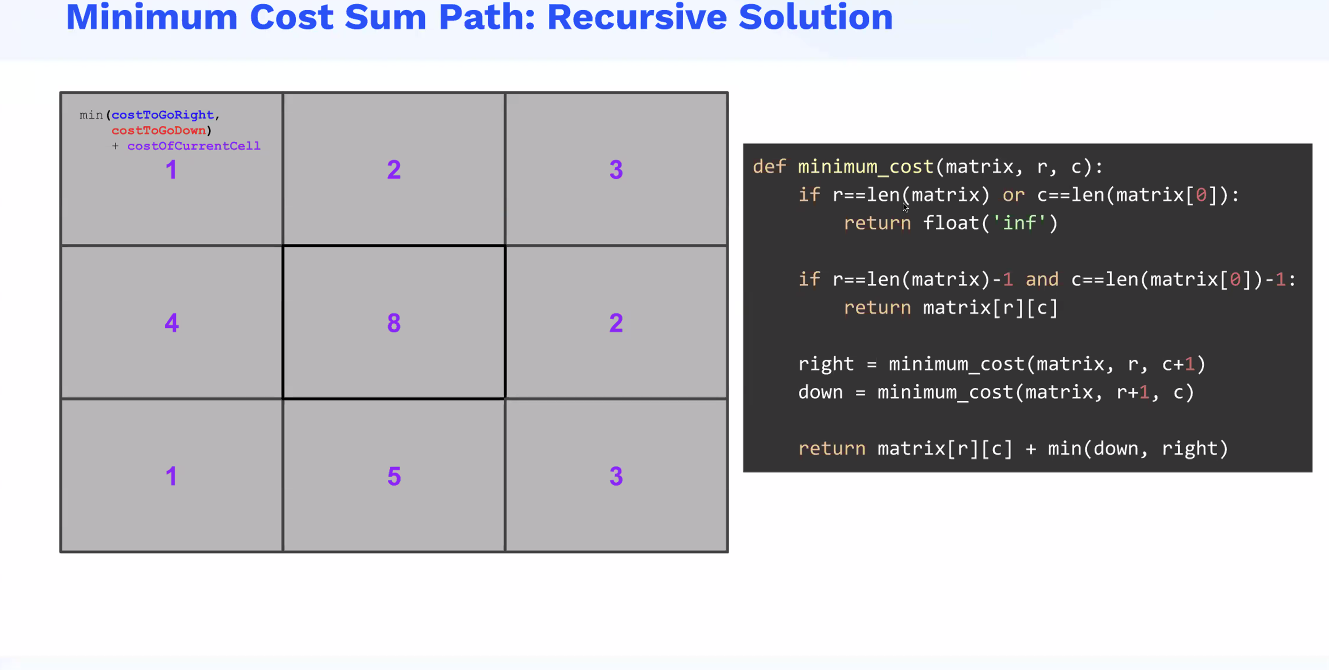 Minimum Cost Sum Path: Recursive Solution
min(costToGoRight,
costToGoDown)
+ costOfCurrentCell
1 2 3
4 8 2
1 5 3
def minimum_cost(matrix, r, c):
    if r==len(matrix) or c==len(matrix[0]):
        return float('inf')
    if r==len(matrix)-1 and c==len(matrix[0])-1:
        return matrix[r][c]
    right = minimum_cost(matrix, r, c+1)
    down = minimum_cost(matrix, r+1, c)
    return matrix[r][c] + min(down, right)